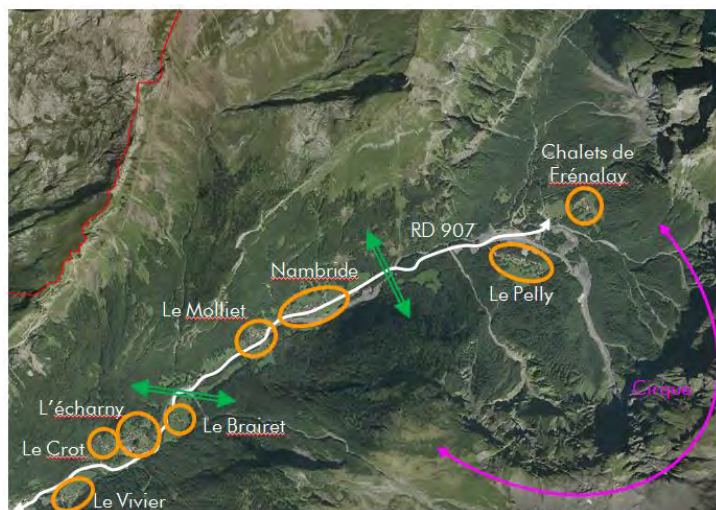 Chalets de
Frénalay
RD 907
Nambride
Le Pelly
Le Molliet
Cirque
L'écharny
Le Brairet
Le Crot
Le Vivier